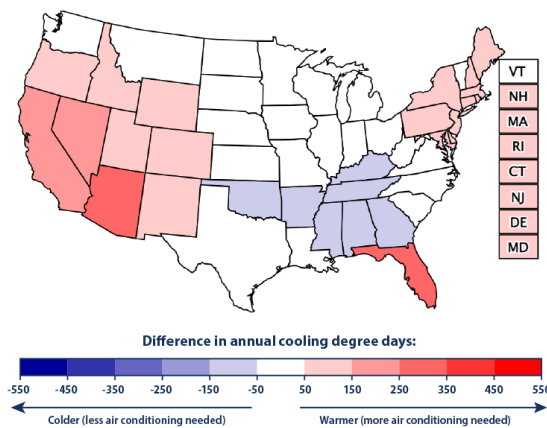 VT
NH
MA
RI
CT
NJ
DE
MD
Difference in annual cooling degree days:
-550 -450 -350 -250 -150 -50 50 150 250 350 450 550
Colder (less air conditioning needed) Warmer (more air conditioning needed)